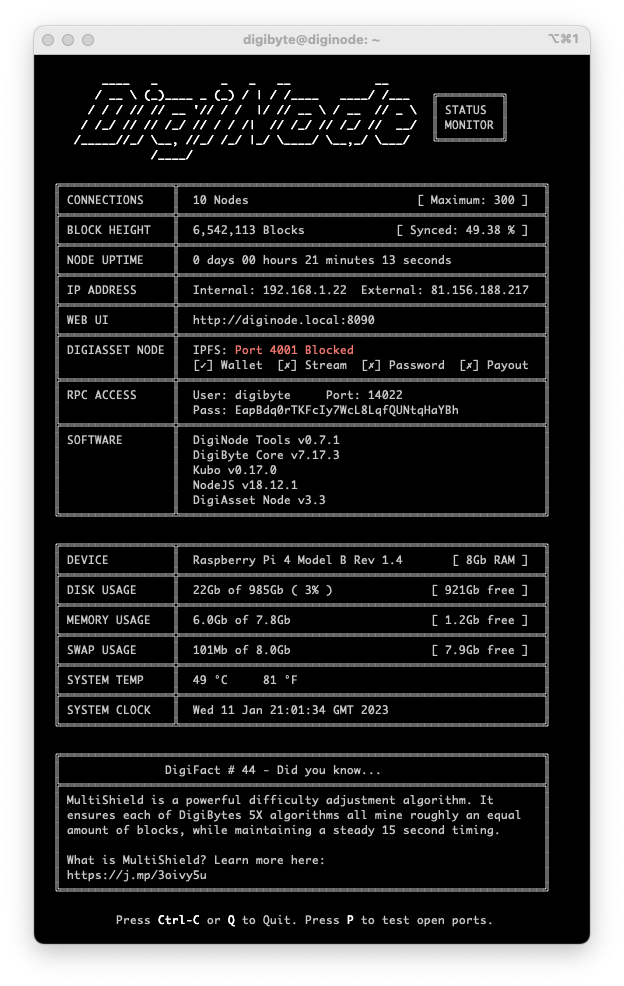 digibyte@diginode: ~
⌥⌘1
DigiNode
STATUS
MONITOR
CONNECTIONS 10 Nodes [ Maximum: 300 ]
BLOCK HEIGHT 6,542,113 Blocks [ Synced: 49.38 % ]
NODE UPTIME 0 days 00 hours 21 minutes 13 seconds
IP ADDRESS Internal: 192.168.1.22 External: 81.156.188.217
WEB UI http://diginode.local:8090
DIGIASSET NODE IPFS: Port 4001 Blocked
[✓] Wallet [✗] Stream [✗] Password [✗] Payout
RPC ACCESS User: digibyte Port: 14022
Pass: EapBdq0rTKFcIy7WcL8LqfQUNtqHaYBh
SOFTWARE DigiNode Tools v0.7.1
DigiByte Core v7.17.3
Kubo v0.17.0
NodeJS v18.12.1
DigiAsset Node v3.3
DEVICE Raspberry Pi 4 Model B Rev 1.4 [ 8Gb RAM ]
DISK USAGE 22Gb of 985Gb ( 3% ) [ 921Gb free ]
MEMORY USAGE 6.0Gb of 7.8Gb [ 1.2Gb free ]
SWAP USAGE 101Mb of 8.0Gb [ 7.9Gb free ]
SYSTEM TEMP 49 °C 81 °F
SYSTEM CLOCK Wed 11 Jan 21:01:34 GMT 2023
DigiFact # 44 - Did you know...
MultiShield is a powerful difficulty adjustment algorithm. It
ensures each of DigiBytes 5X algorithms all mine roughly an equal
amount of blocks, while maintaining a steady 15 second timing.
What is MultiShield? Learn more here:
https://j.mp/3oivy5u
Press Ctrl-C or Q to Quit. Press P to test open ports.